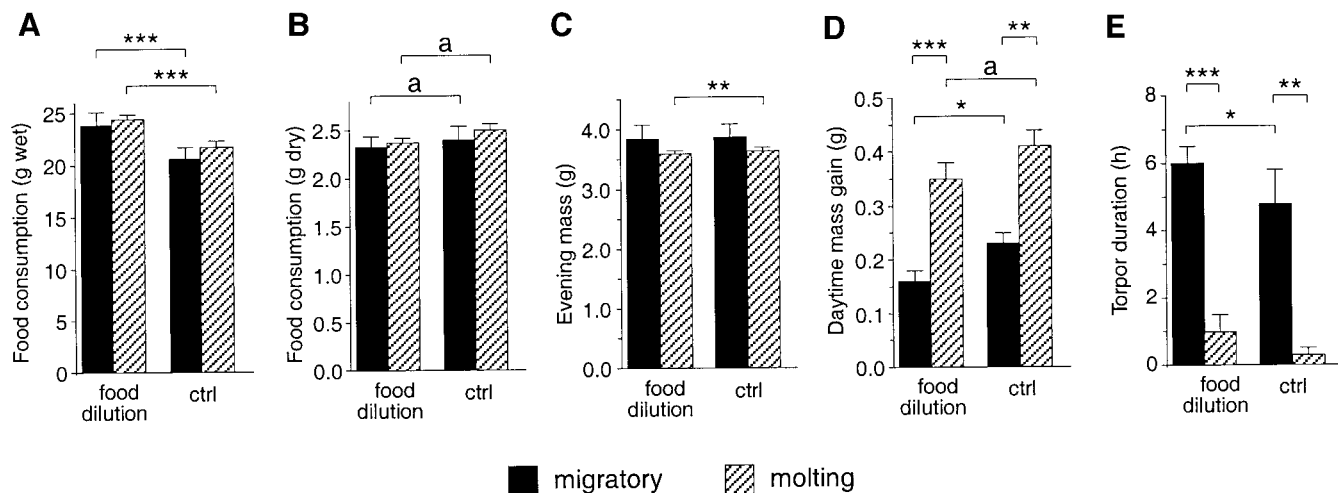 A
***
***
Food consumption (g wet)
25
20
15
10
5
0
food
dilution
ctrl
B
a
a
Food consumption (g dry)
2.5
2.0
1.5
1.0
0.5
0.0
food
dilution
ctrl
C
**
Evening mass (g)
4.0
3.0
2.0
1.0
0.0
food
dilution
ctrl
D
**
***
a
*
Daytime mass gain (g)
0.5
0.4
0.3
0.2
0.1
0.0
food
dilution
ctrl
E
***
**
*
Torpor duration (h)
8
6
4
2
0
food
dilution
ctrl
migratory
molting